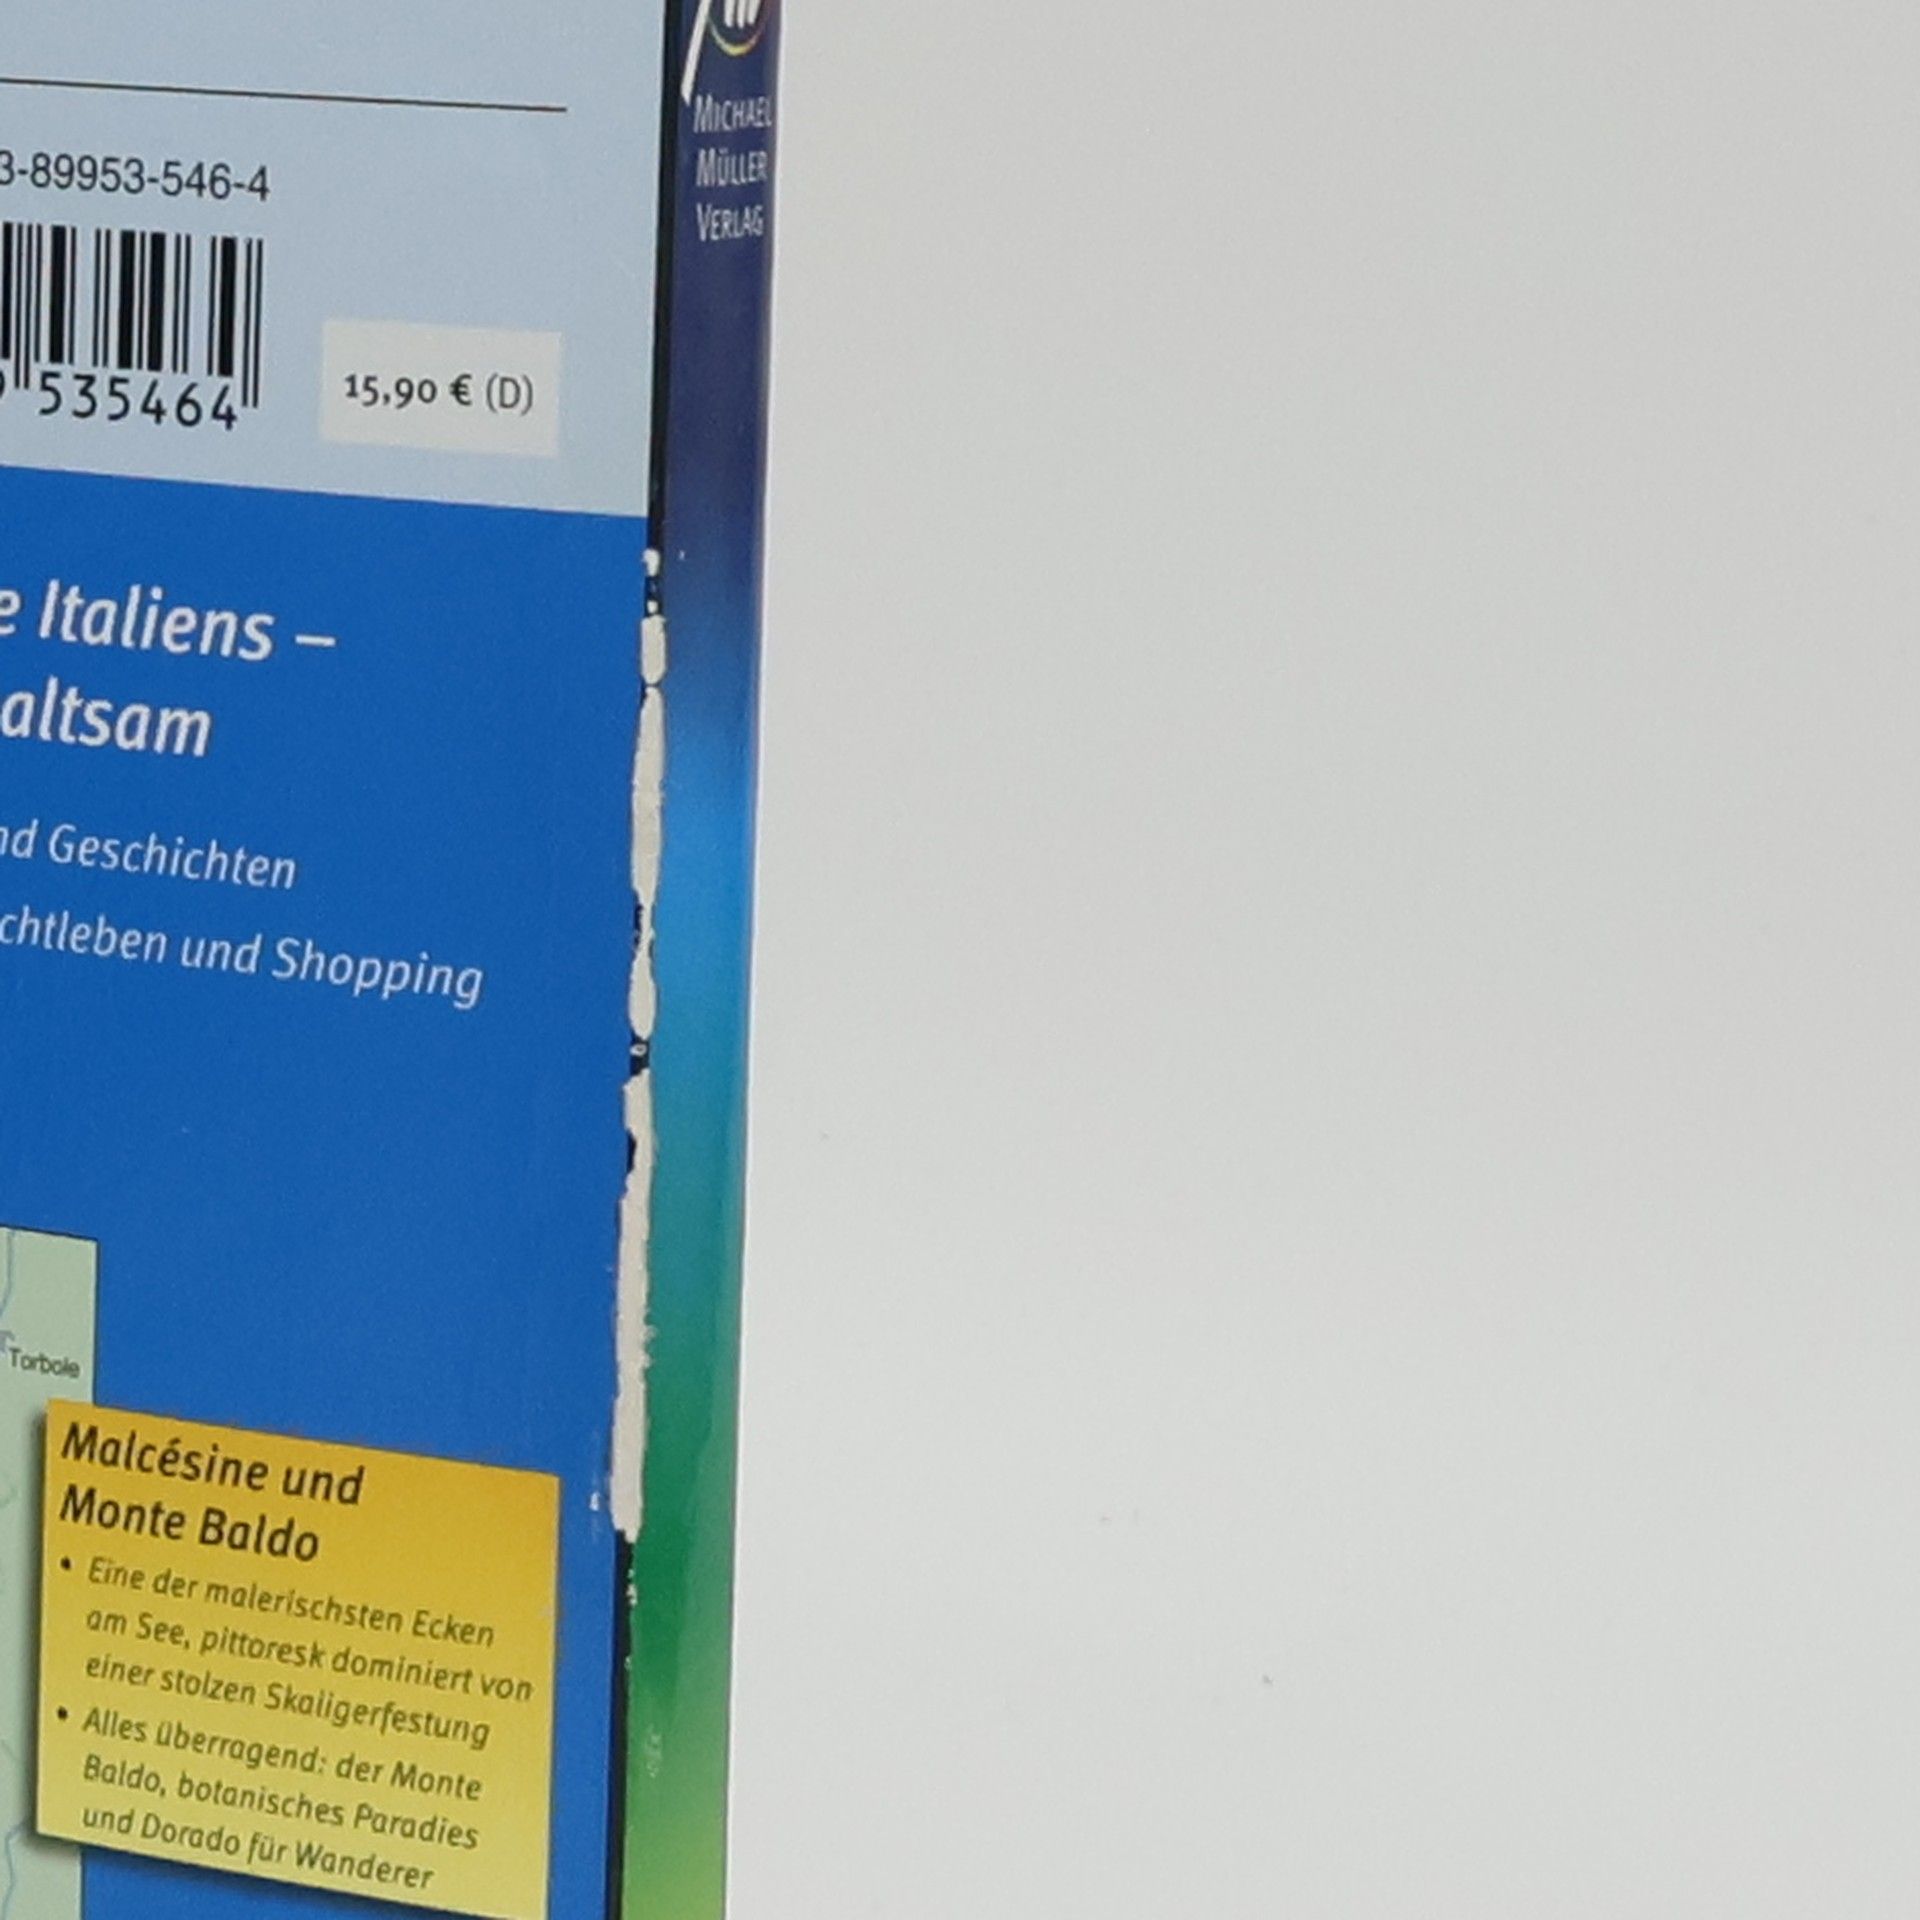 MICHAEL
MÜLLER
VERLAG
3-89953-546-4
535464
15,90 € (D)
e Italiens –
altsam
nd Geschichten
chtleben und Shopping
Torbole
Malcésine und
Monte Baldo
• Eine der malerischsten Ecken
am See, pittoresk dominiert von
einer stolzen Skaligerfestung
• Alles überragend: der Monte
Baldo, botanisches Paradies
und Dorado für Wanderer